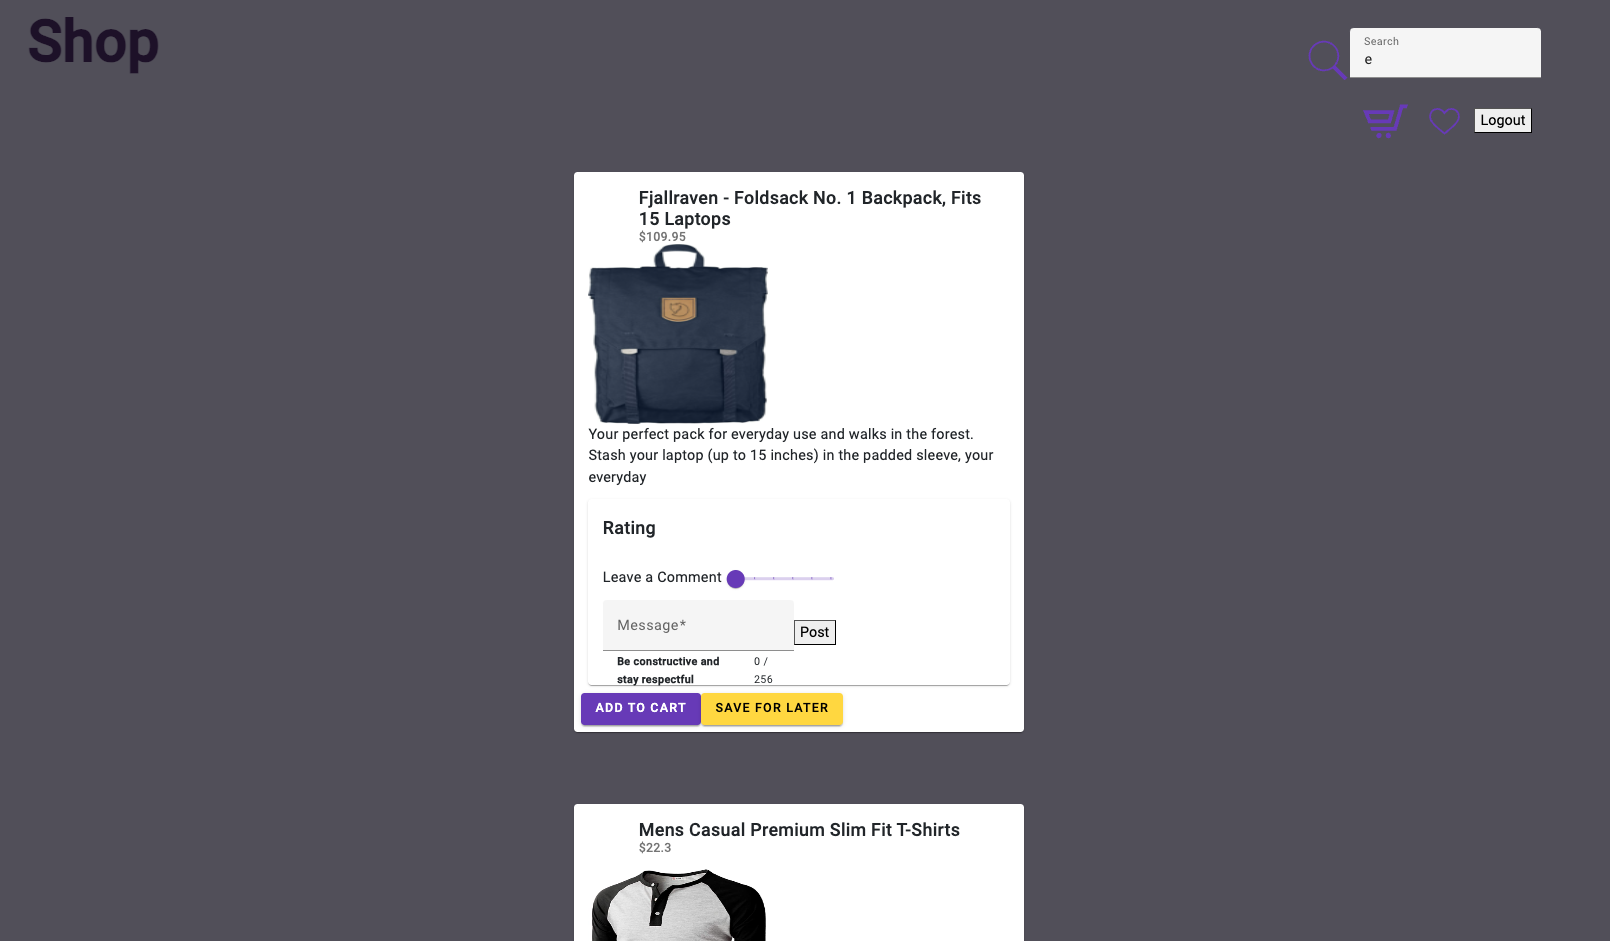 Shop
Search
e
Logout
Fjallraven - Foldsack No. 1 Backpack, Fits
15 Laptops
$109.95
Your perfect pack for everyday use and walks in the forest.
Stash your laptop (up to 15 inches) in the padded sleeve, your
everyday
Rating
Leave a Comment
Message*
Post
Be constructive and
stay respectful
0 /
256
ADD TO CART
SAVE FOR LATER
Mens Casual Premium Slim Fit T-Shirts
$22.3